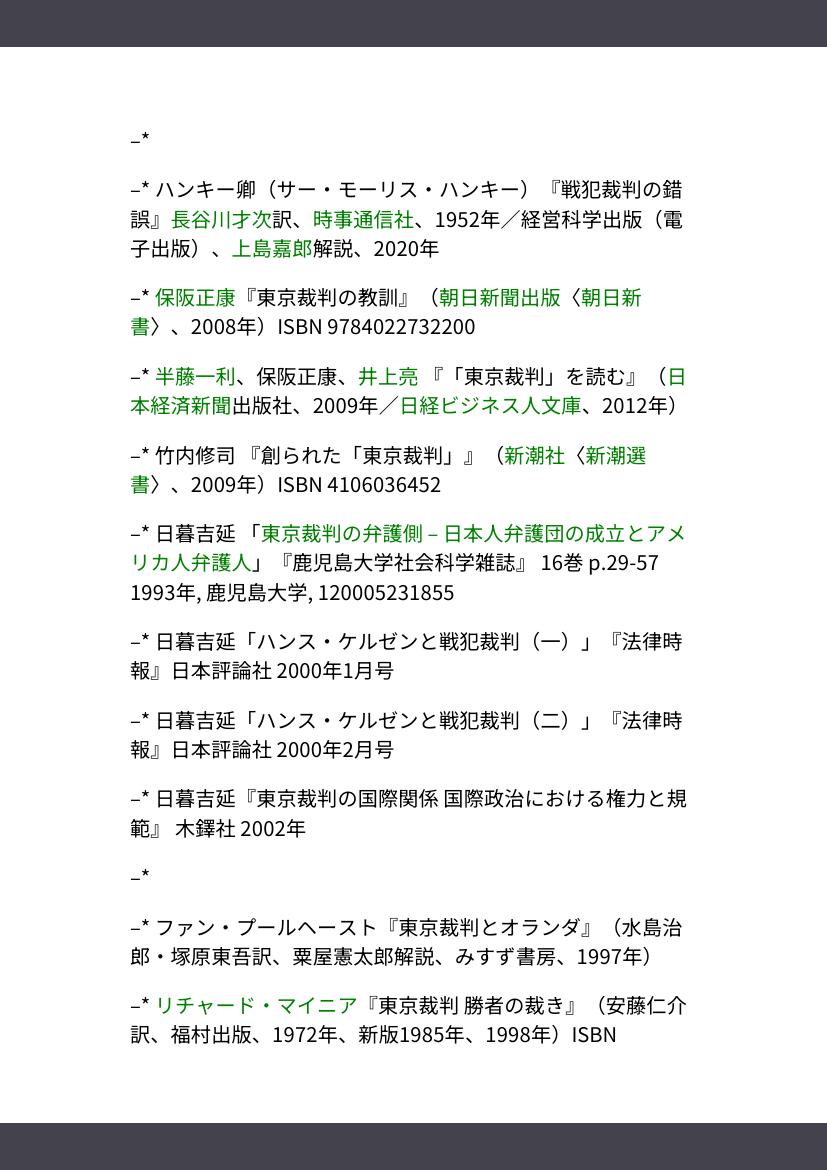 –*
–* ハンキー卿（サー・モーリス・ハンキー）『戦犯裁判の錯
誤』長谷川才次訳、時事通信社、1952年／経営科学出版（電
子出版）、上島嘉郎解説、2020年
–* 保阪正康『東京裁判の教訓』（朝日新聞出版〈朝日新
書〉、2008年）ISBN 9784022732200
–* 半藤一利、保阪正康、井上亮 『「東京裁判」を読む』（日
本経済新聞出版社、2009年／日経ビジネス人文庫、2012年）
–* 竹内修司 『創られた「東京裁判」』（新潮社〈新潮選
書〉、2009年）ISBN 4106036452
–* 日暮吉延 「東京裁判の弁護側 – 日本人弁護団の成立とアメ
リカ人弁護人」『鹿児島大学社会科学雑誌』 16巻 p.29-57
1993年, 鹿児島大学, 120005231855
–* 日暮吉延「ハンス・ケルゼンと戦犯裁判（一）」『法律時
報』日本評論社 2000年1月号
–* 日暮吉延「ハンス・ケルゼンと戦犯裁判（二）」『法律時
報』日本評論社 2000年2月号
–* 日暮吉延『東京裁判の国際関係 国際政治における権力と規
範』 木鐸社 2002年
–*
–* ファン・プールヘースト『東京裁判とオランダ』（水島治
郎・塚原東吾訳、粟屋憲太郎解説、みすず書房、1997年）
–* リチャード・マイニア『東京裁判 勝者の裁き』（安藤仁介
訳、福村出版、1972年、新版1985年、1998年）ISBN